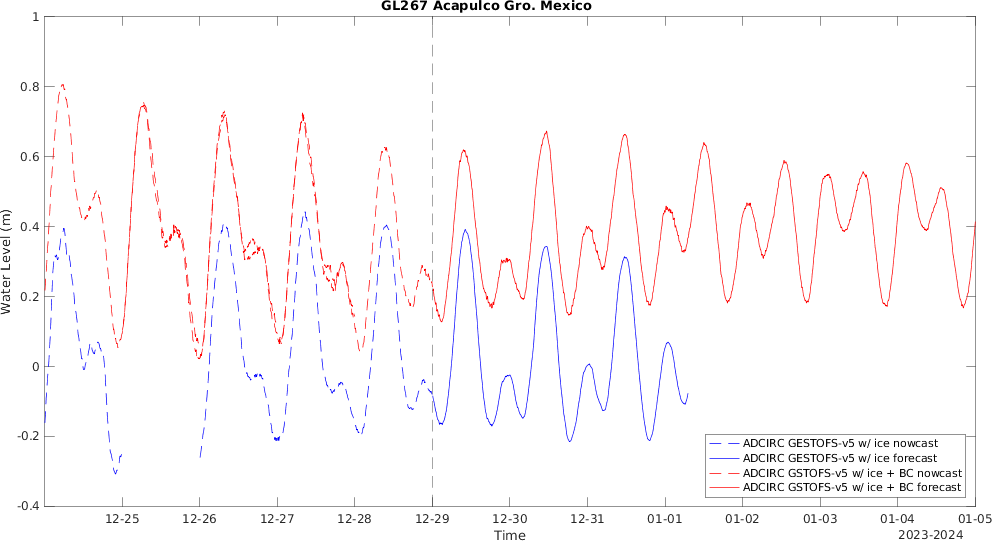 GL267 Acapulco Gro. Mexico
Water Level (m)
1
0.8
0.6
0.4
0.2
0
-0.2
-0.4
ADCIRC GESTOFS-v5 w/ ice nowcast
ADCIRC GESTOFS-v5 w/ ice forecast
ADCIRC GSTOFS-v5 w/ ice + BC nowcast
ADCIRC GSTOFS-v5 w/ ice + BC forecast
12-25 12-26 12-27 12-28 12-29 12-30 12-31 01-01 01-02 01-03 01-04 01-05
Time
2023-2024